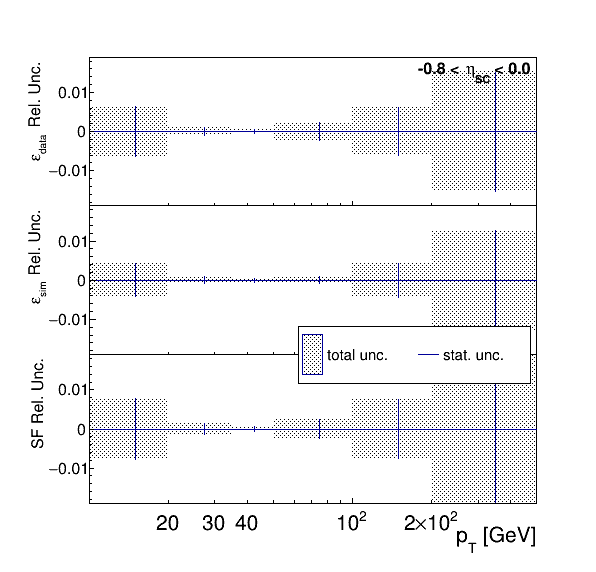 -0.8 < η_sc < 0.0
ε_data Rel. Unc.
0.01
0
−0.01
ε_sim Rel. Unc.
0.01
0
−0.01
total unc. stat. unc.
SF Rel. Unc.
0.01
0
−0.01
20 30 40 10² 2×10²
p_T [GeV]